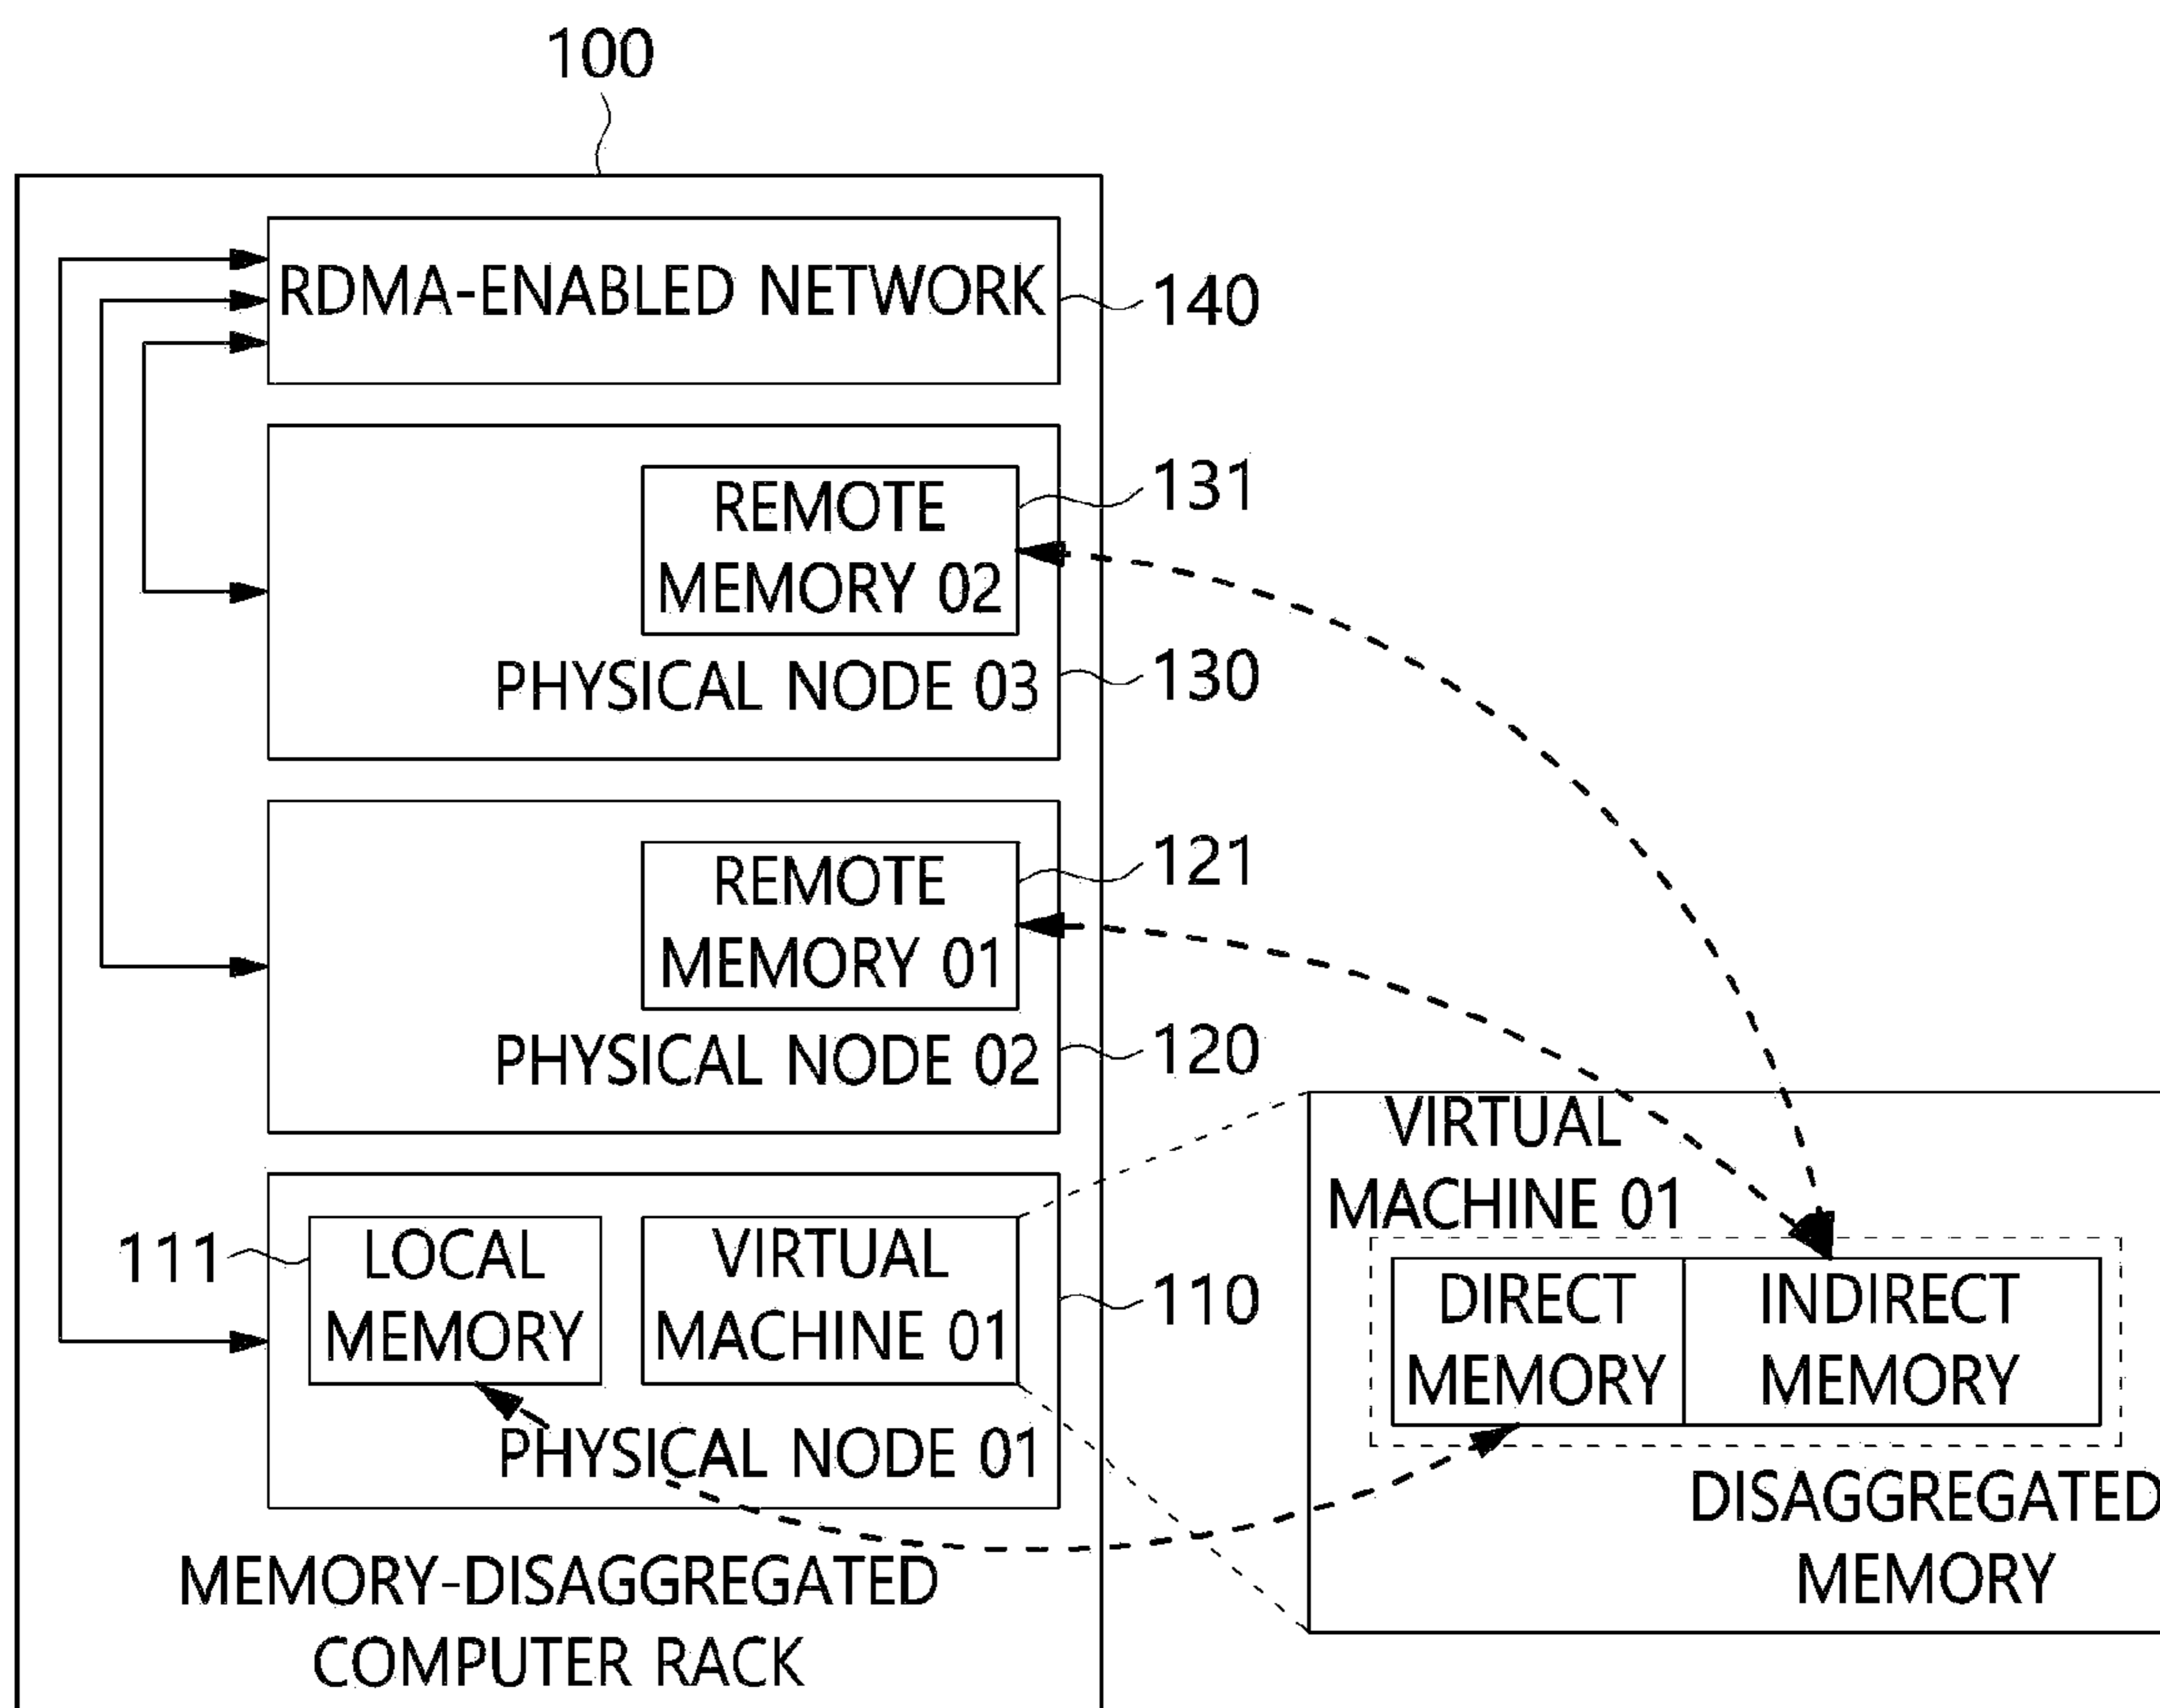 100
RDMA-ENABLED NETWORK
140
REMOTE
MEMORY 02
131
PHYSICAL NODE 03
130
REMOTE
MEMORY 01
121
PHYSICAL NODE 02
120
111
LOCAL
MEMORY
VIRTUAL
MACHINE 01
110
PHYSICAL NODE 01
MEMORY-DISAGGREGATED
COMPUTER RACK
VIRTUAL
MACHINE 01
DIRECT
MEMORY
INDIRECT
MEMORY
DISAGGREGATED
MEMORY